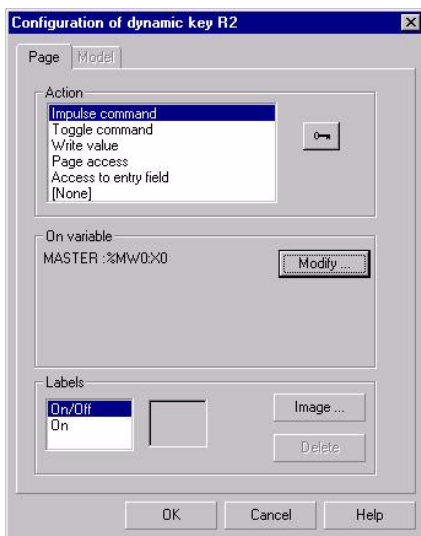 Configuration of dynamic key R2
Page
Model
Action
Impulse command
Toggle command
Write value
Page access
Access to entry field
[None]
On variable
MASTER :%MW0:X0
Modify ...
Labels
On/Off
On
Image ...
Delete
OK
Cancel
Help